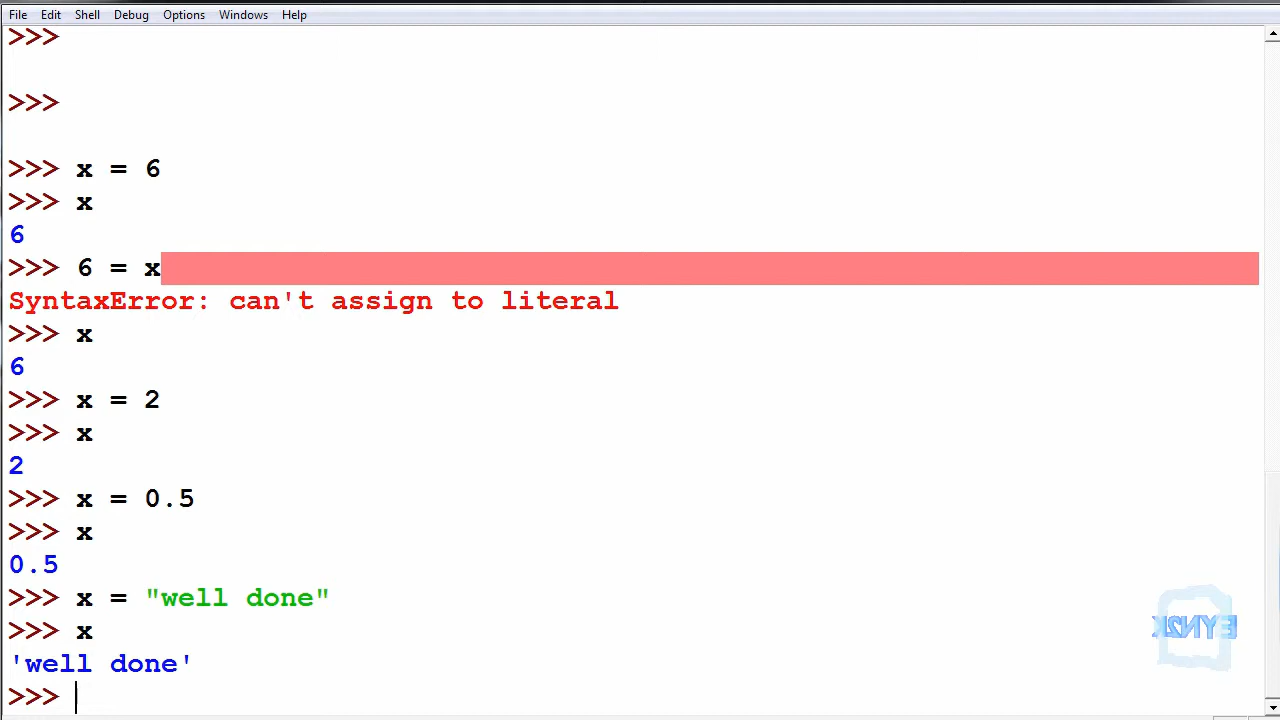 File Edit Shell Debug Options Windows Help
>>>
>>>
>>> x = 6
>>> x
6
>>> 6 = x
SyntaxError: can't assign to literal
>>> x
6
>>> x = 2
>>> x
2
>>> x = 0.5
>>> x
0.5
>>> x = "well done"
>>> x
'well done'
>>>